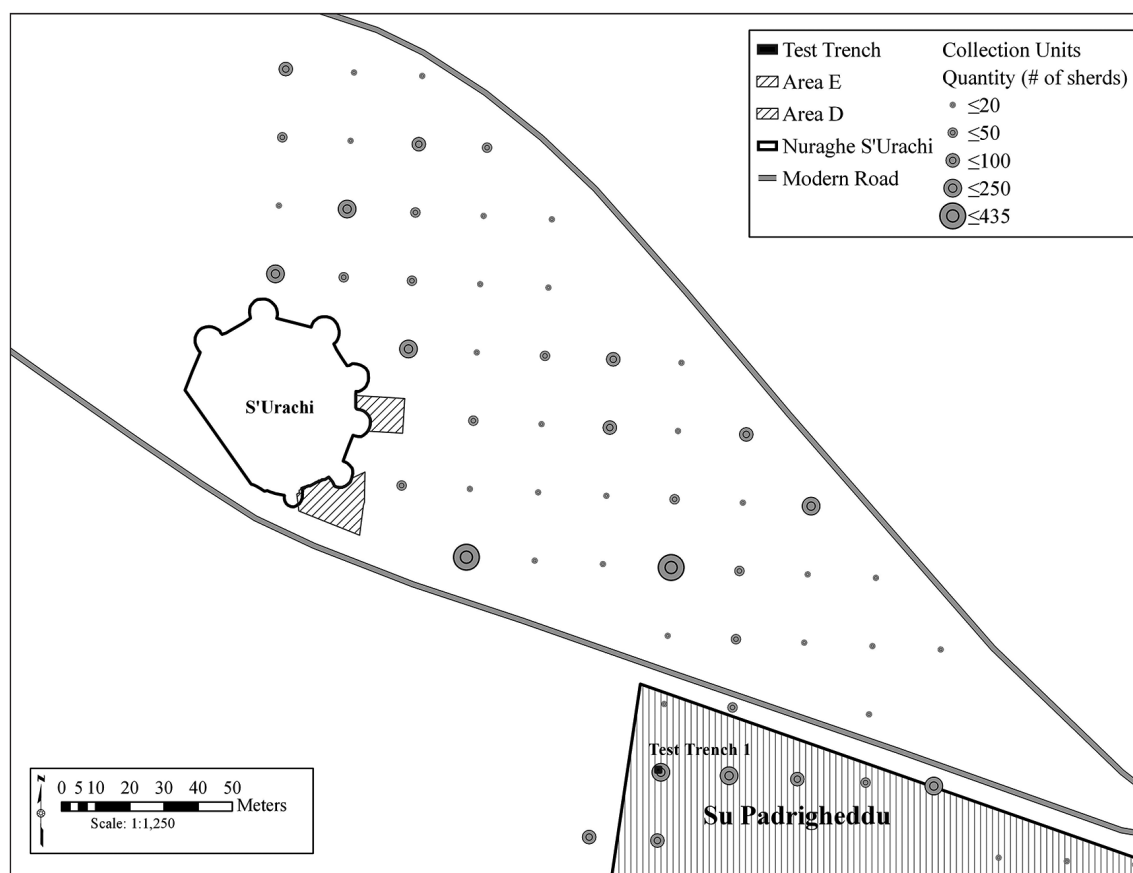 Test Trench
Area E
Area D
Nuraghe S'Urachi
Modern Road
Collection Units
Quantity (# of sherds)
≤20
≤50
≤100
≤250
≤435
S'Urachi
Test Trench 1
Su Padrigheddu
N
0 5 10 20 30 40 50
Meters
Scale: 1:1,250